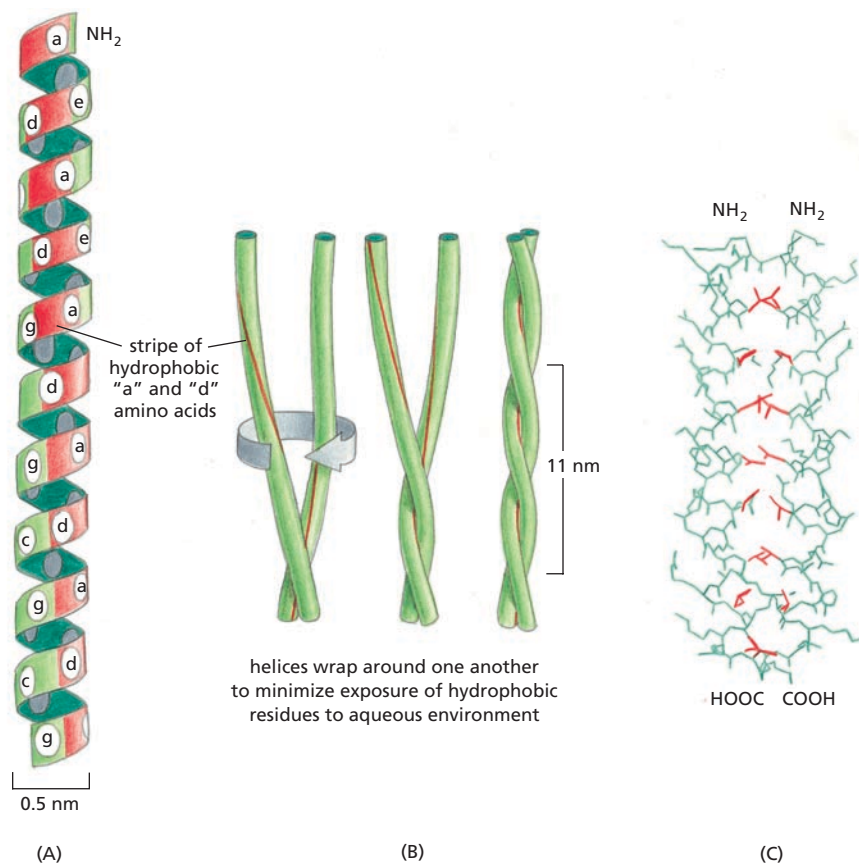 NH2
a
e
d
a
e
d
a
g
d
a
g
d
c
a
g
d
c
g
0.5 nm
(A)
stripe of
hydrophobic
"a" and "d"
amino acids
11 nm
helices wrap around one another
to minimize exposure of hydrophobic
residues to aqueous environment
(B)
NH2 NH2
HOOC COOH
(C)